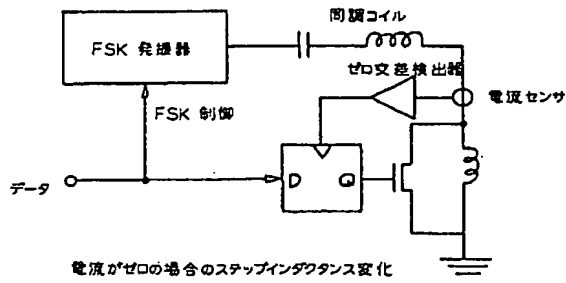 同調コイル
FSK 発振器
ゼロ交差検出器
電流センサ
FSK 制御
データ
D Q
電流がゼロの場合のステップインダクタンス変化